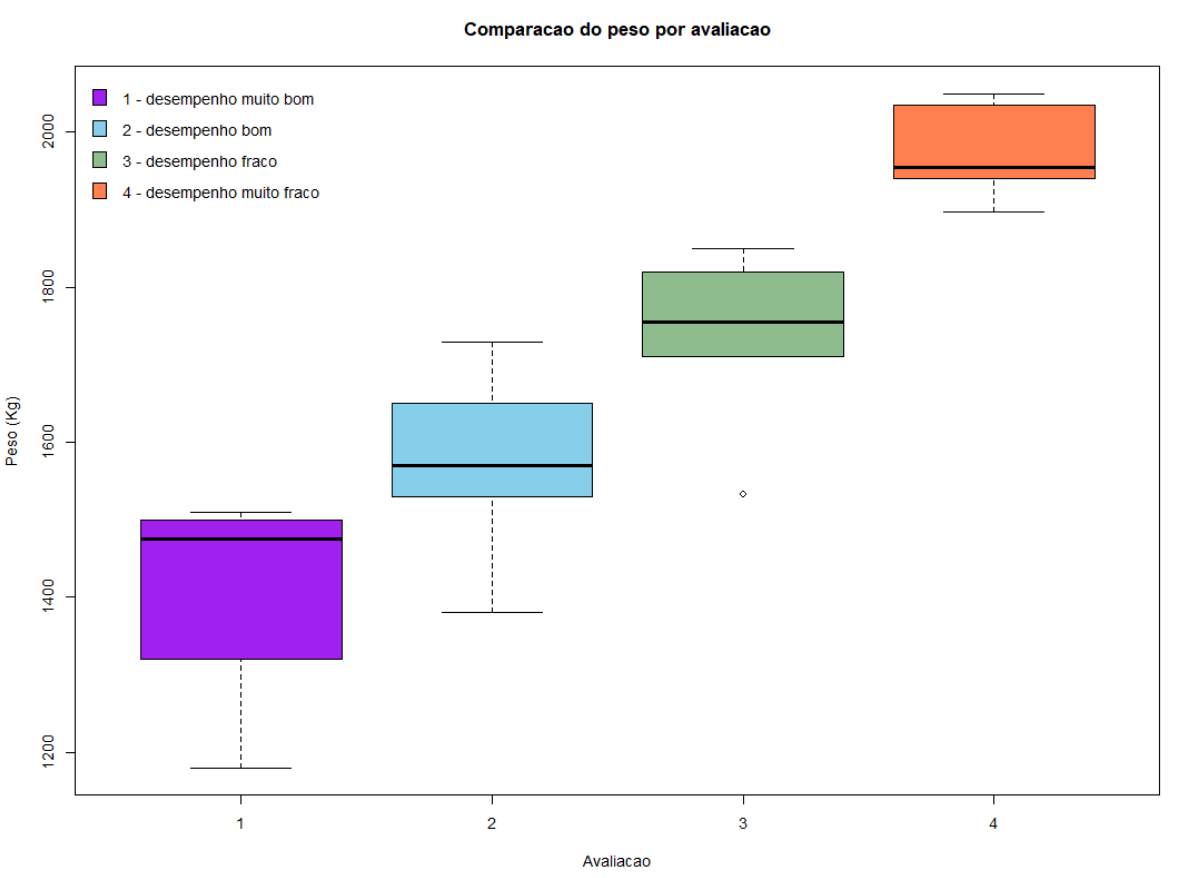 Comparacao do peso por avaliacao
1 - desempenho muito bom
2 - desempenho bom
3 - desempenho fraco
4 - desempenho muito fraco
2000
1800
1600
1400
1200
Peso (Kg)
1 2 3 4
Avaliacao